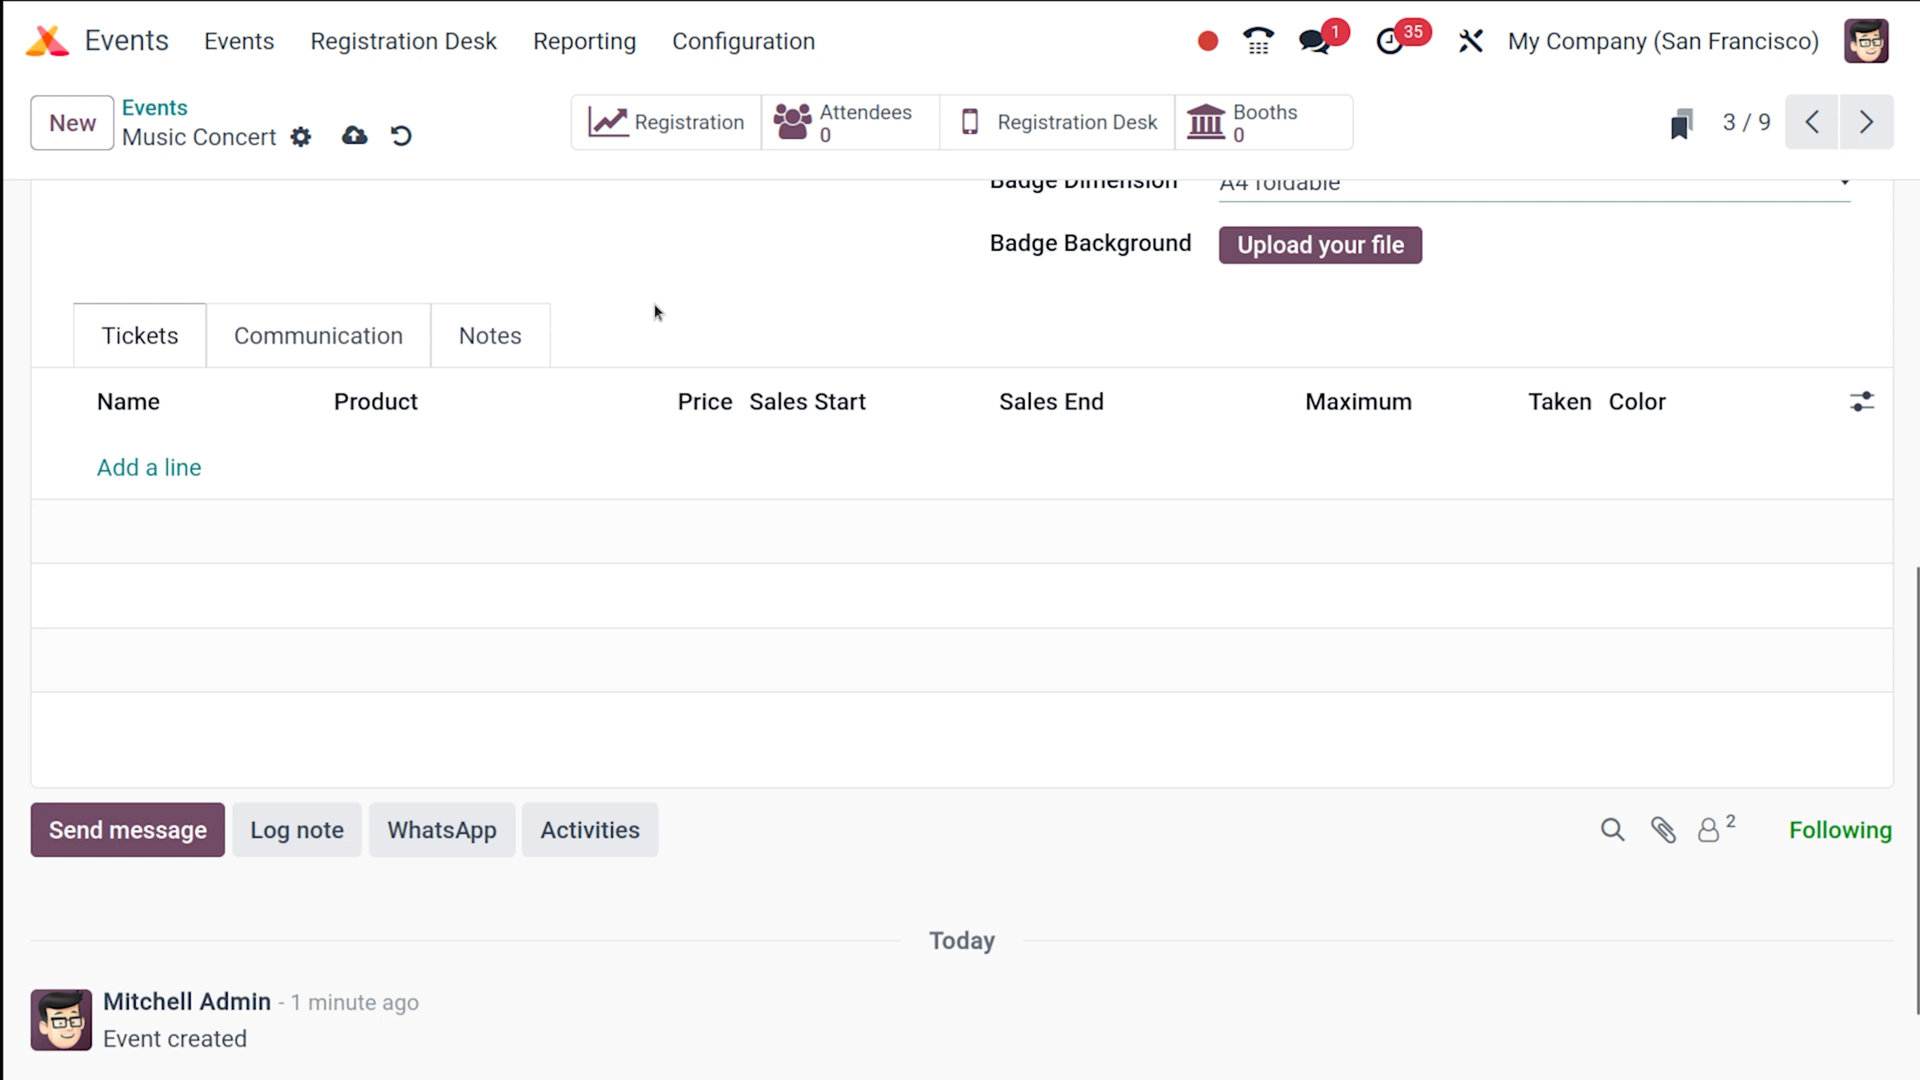 Events Events Registration Desk Reporting Configuration 1 35 My Company (San Francisco)
New Events Registration Attendees Registration Desk Booths 3 / 9
Music Concert 0 0
Badge Dimension A4 foldable
Badge Background Upload your file
Tickets Communication Notes
Name Product Price Sales Start Sales End Maximum Taken Color
Add a line
Send message Log note WhatsApp Activities 2 Following
Today
Mitchell Admin - 1 minute ago
Event created